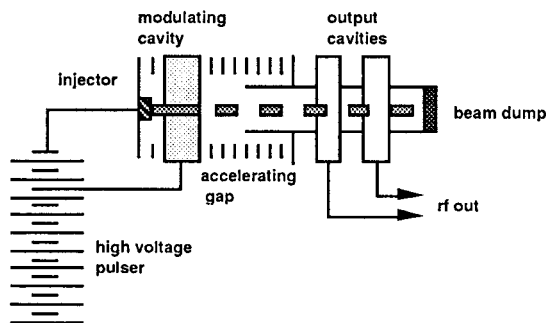 modulating
cavity
output
cavities
injector
beam dump
accelerating
gap
rf out
high voltage
pulser